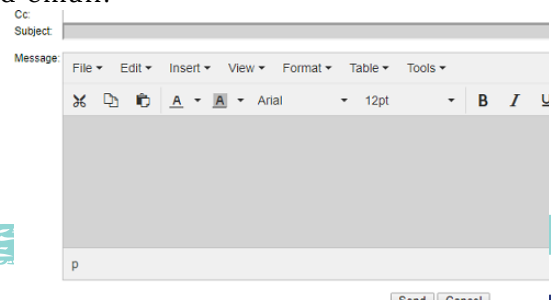 Cc:
Subject:
Message:
File Edit Insert View Format Table Tools
A A Arial 12pt B I U
p
Send Cancel